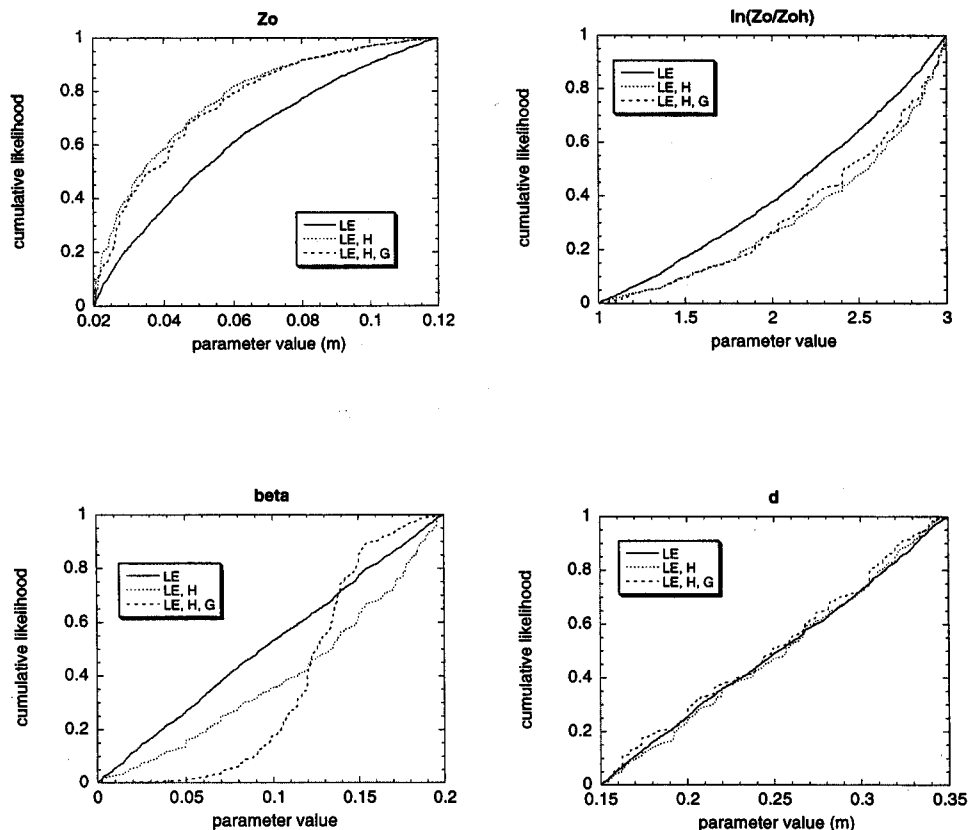 Zo
1
0.8
0.6
0.4
0.2
0
cumulative likelihood
LE
LE, H
LE, H, G
0.02 0.04 0.06 0.08 0.1 0.12
parameter value (m)
ln(Zo/Zoh)
1
0.8
0.6
0.4
0.2
0
cumulative likelihood
LE
LE, H
LE, H, G
1 1.5 2 2.5 3
parameter value
beta
1
0.8
0.6
0.4
0.2
0
cumulative likelihood
LE
LE, H
LE, H, G
0 0.05 0.10 0.15 0.2
parameter value
d
1
0.8
0.6
0.4
0.2
0
cumulative likelihood
LE
LE, H
LE, H, G
0.15 0.2 0.25 0.3 0.35
parameter value (m)